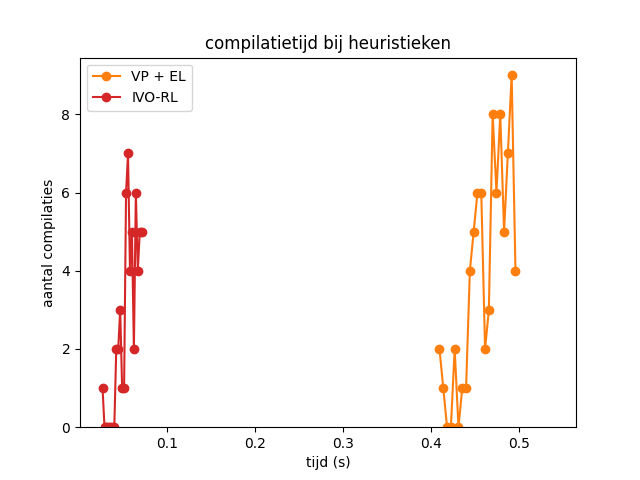 compilatietijd bij heuristieken
VP + EL
IVO-RL
aantal compilaties
8
6
4
2
0
0.1
0.2
0.3
0.4
0.5
tijd (s)